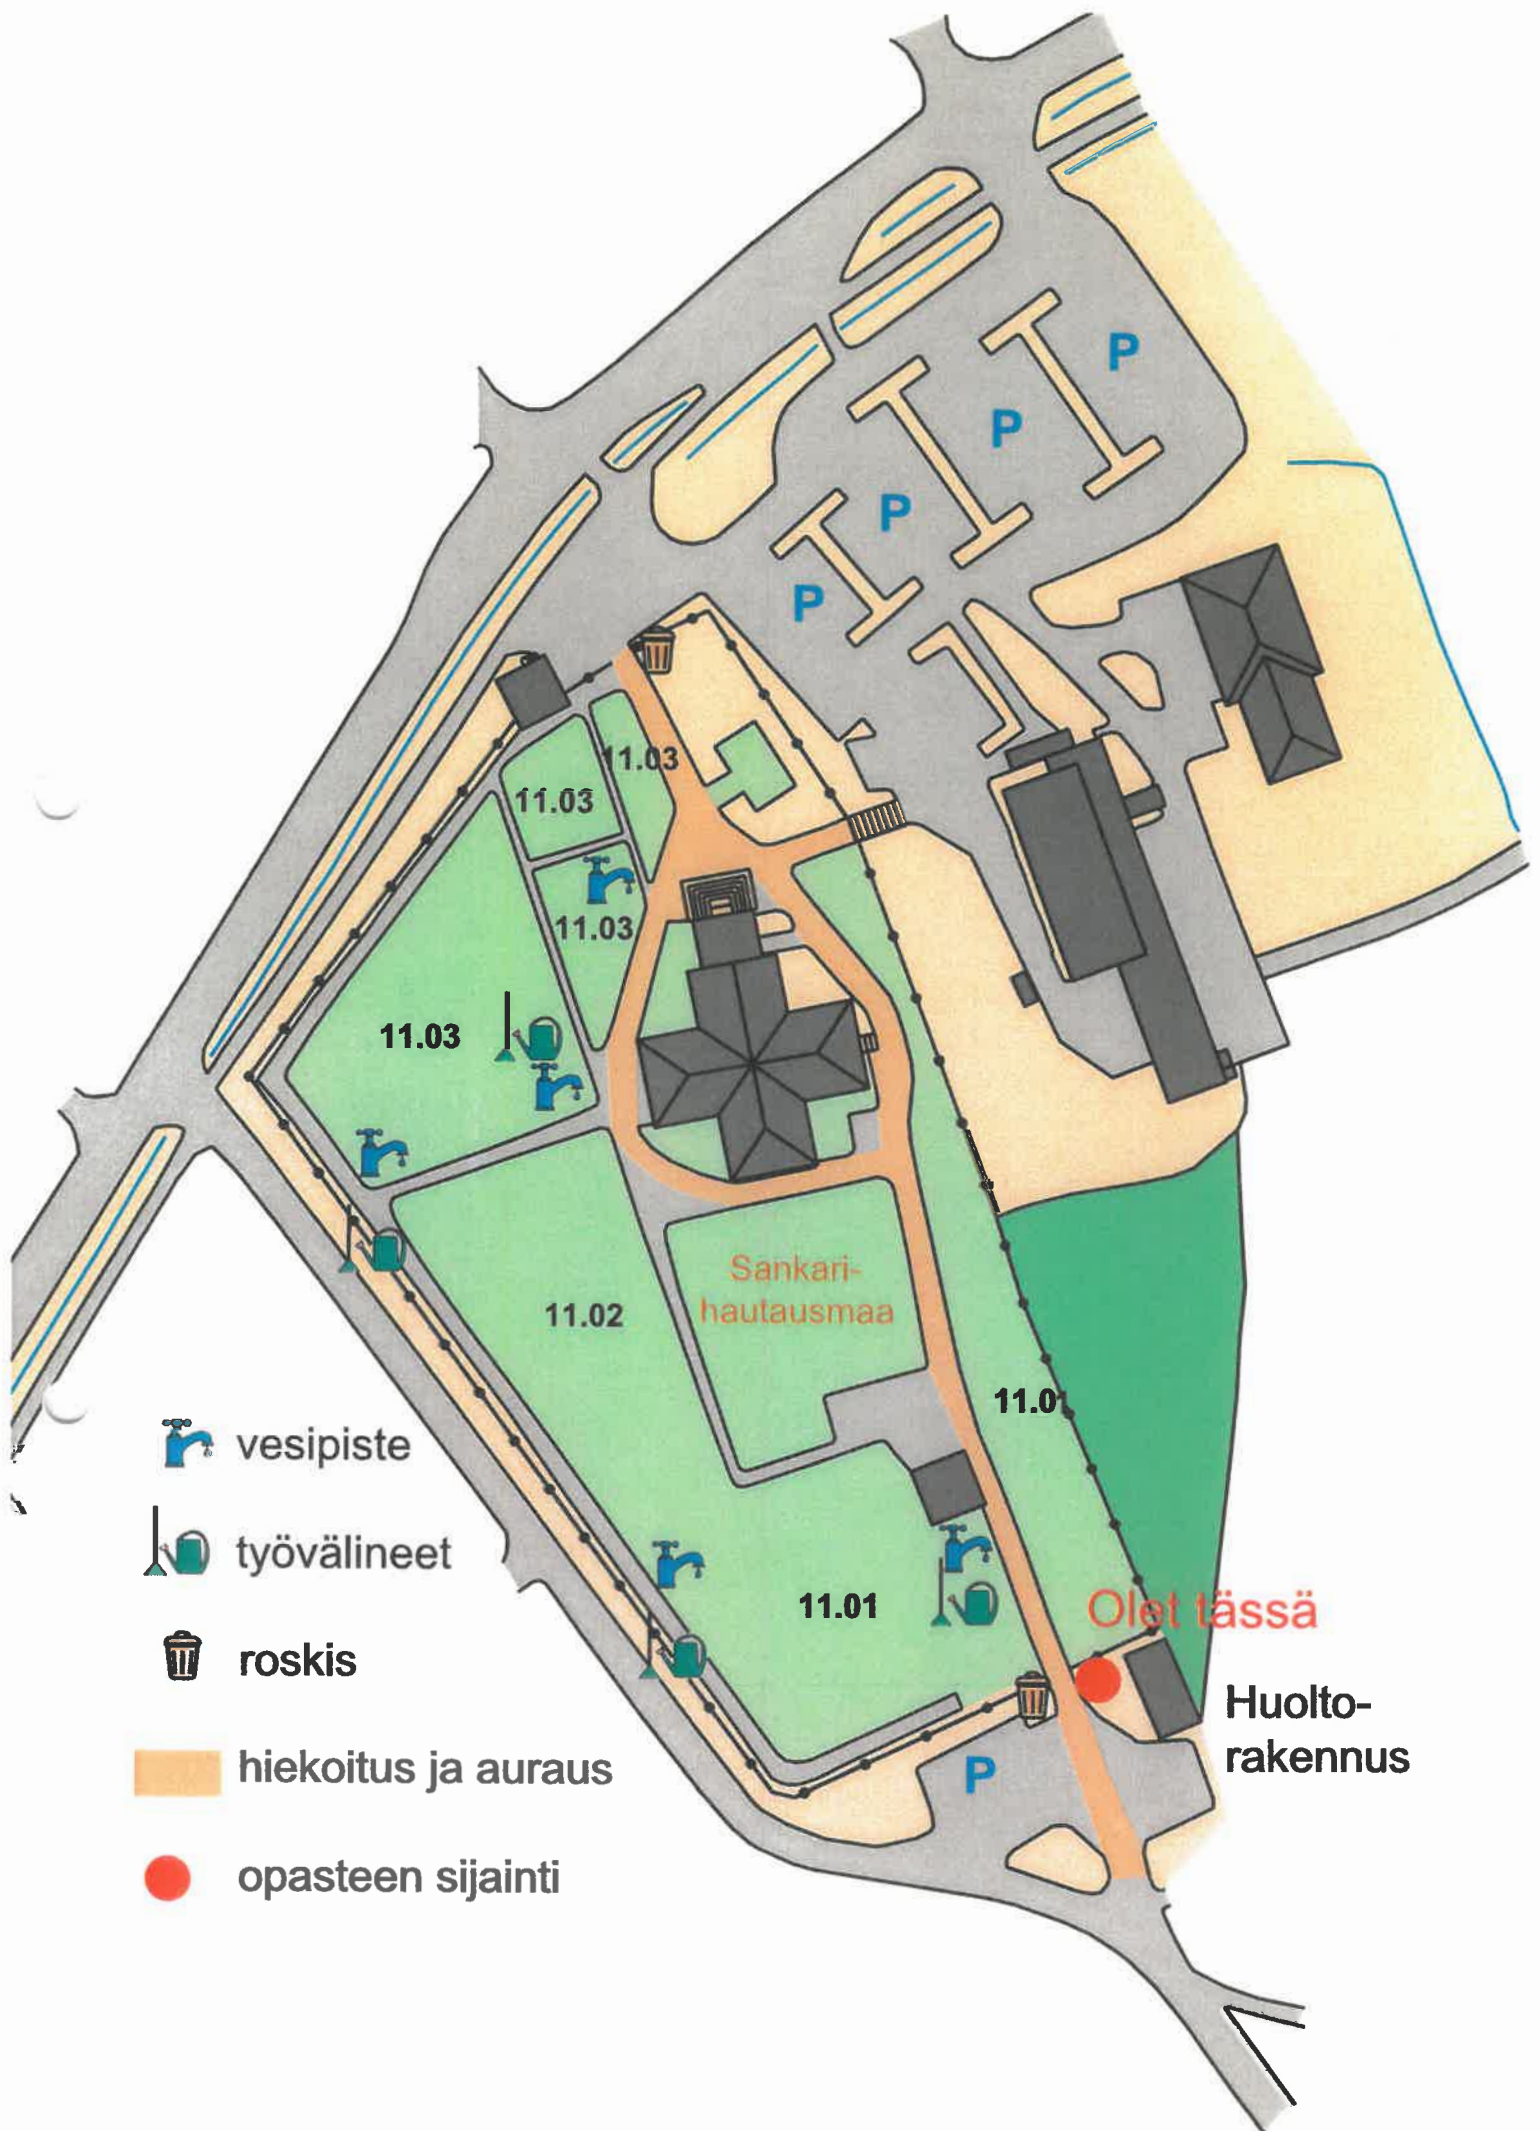 P
P
P
P
11.03
11.03
11.03
11.03
Sankari-
hautausmaa
11.02
11.01
11.01
Olet tässä
Huolto-
rakennus
P
vesipiste
työvälineet
roskis
hiekoitus ja auraus
opasteen sijainti